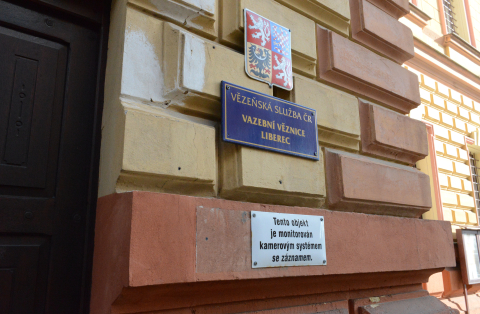 VĚZEŇSKÁ SLUŽBA ČR
VAZEBNÍ VĚZNICE
LIBEREC
Tento objekt
je monitorován
kamerovým systémem
se záznamem.